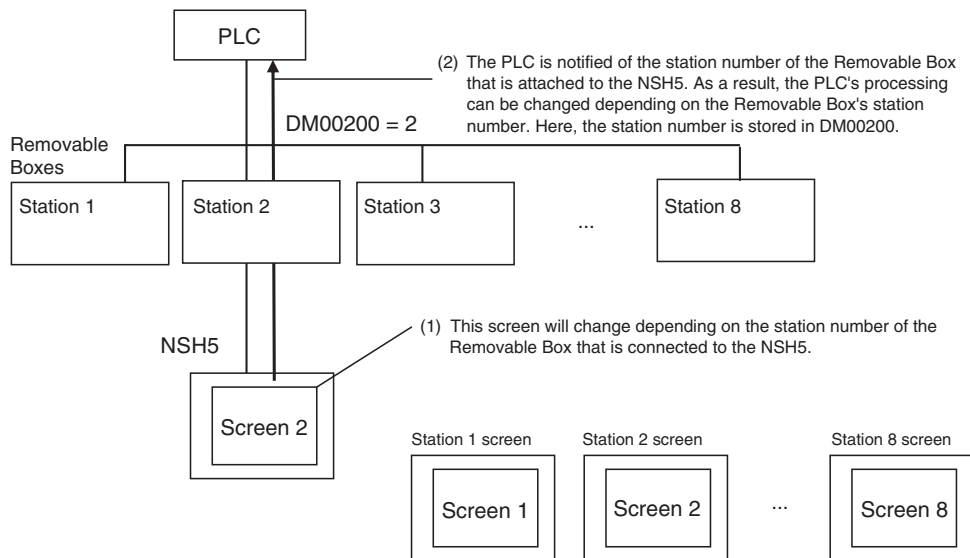 PLC
(2) The PLC is notified of the station number of the Removable Box
that is attached to the NSH5. As a result, the PLC's processing
can be changed depending on the Removable Box's station
number. Here, the station number is stored in DM00200.
DM00200 = 2
Removable
Boxes
Station 1
Station 2
Station 3
...
Station 8
(1) This screen will change depending on the station number of the
Removable Box that is connected to the NSH5.
NSH5
Screen 2
Station 1 screen
Station 2 screen
Station 8 screen
Screen 1
Screen 2
...
Screen 8